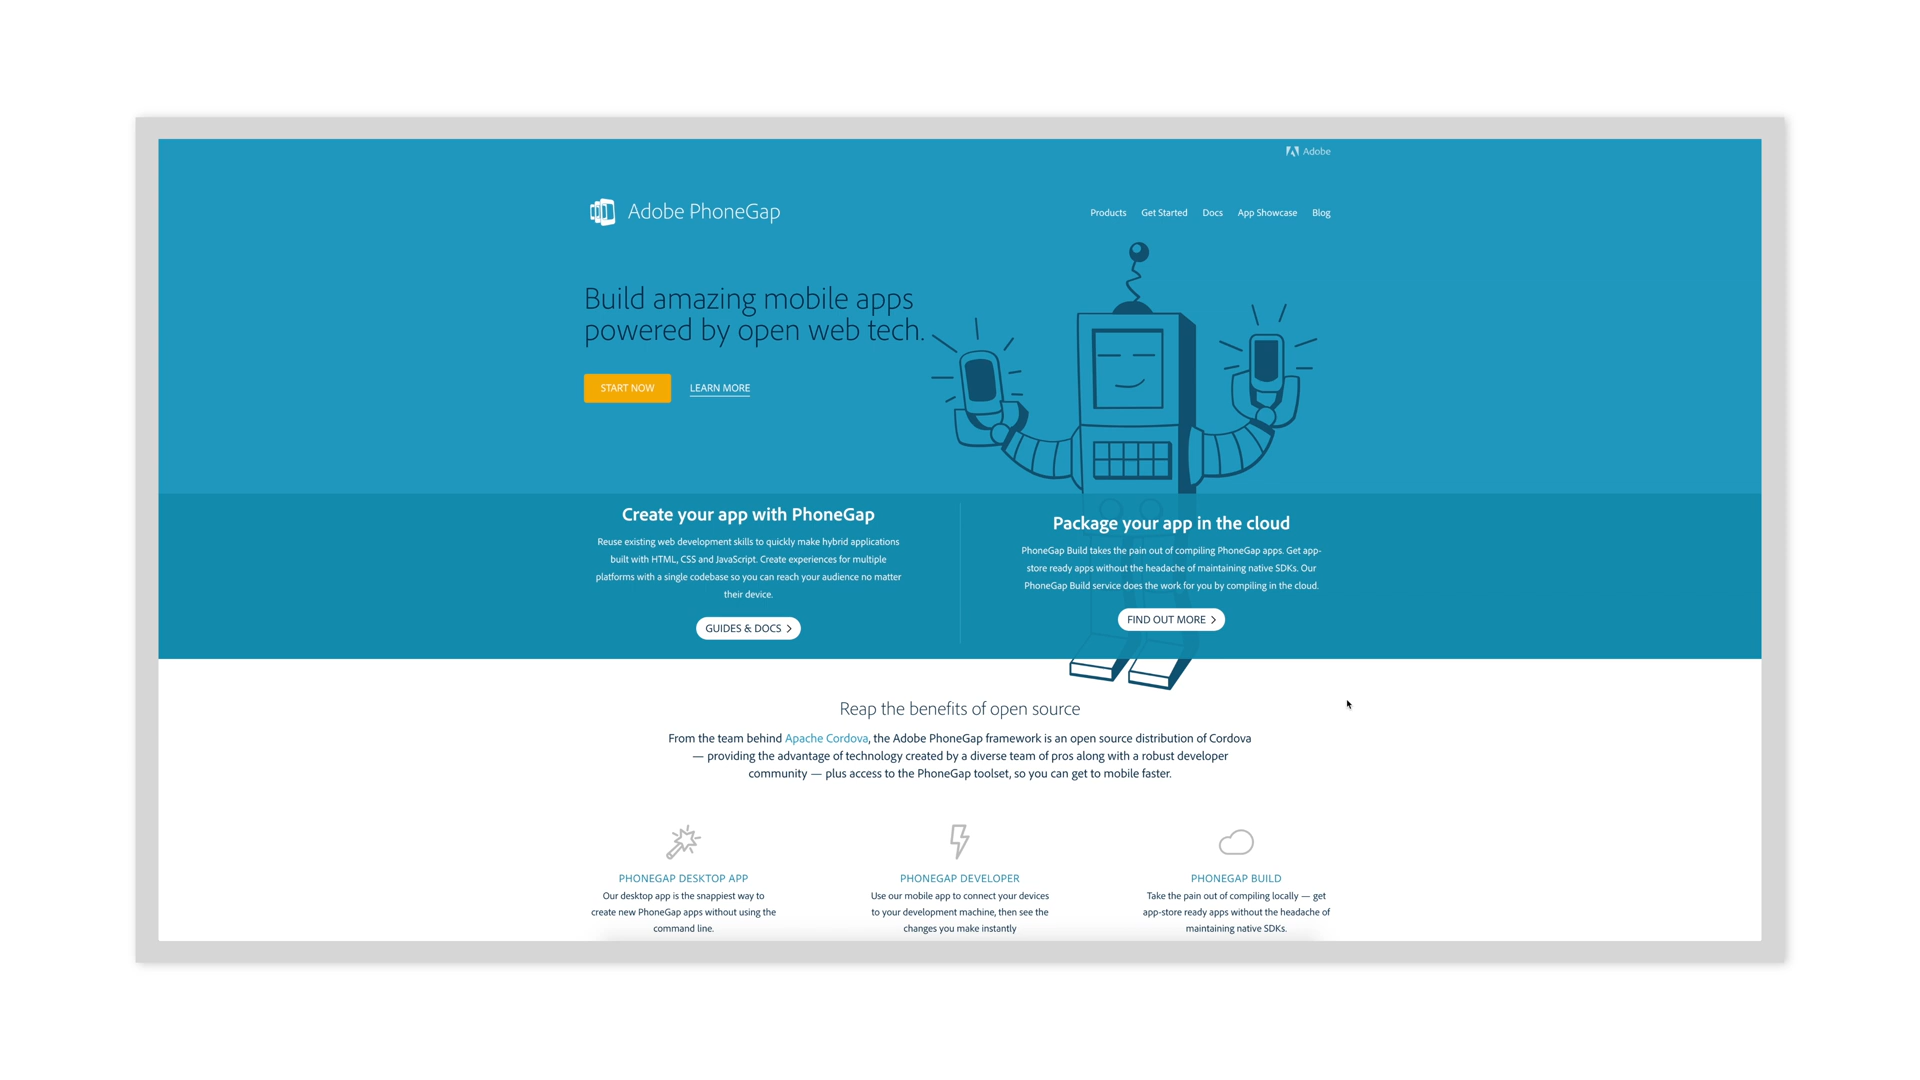 Adobe
Adobe PhoneGap
Products Get Started Docs App Showcase Blog
Build amazing mobile apps
powered by open web tech.
START NOW LEARN MORE
Create your app with PhoneGap
Reuse existing web development skills to quickly make hybrid applications
built with HTML, CSS and JavaScript. Create experiences for multiple
platforms with a single codebase so you can reach your audience no matter
their device.
GUIDES & DOCS
Package your app in the cloud
PhoneGap Build takes the pain out of compiling PhoneGap apps. Get app-
store ready apps without the headache of maintaining native SDKs. Our
PhoneGap Build service does the work for you by compiling in the cloud.
FIND OUT MORE
Reap the benefits of open source
From the team behind Apache Cordova, the Adobe PhoneGap framework is an open source distribution of Cordova
— providing the advantage of technology created by a diverse team of pros along with a robust developer
community — plus access to the PhoneGap toolset, so you can get to mobile faster.
PHONEGAP DESKTOP APP
Our desktop app is the snappiest way to
create new PhoneGap apps without using the
command line.
PHONEGAP DEVELOPER
Use our mobile app to connect your devices
to your development machine, then see the
changes you make instantly
PHONEGAP BUILD
Take the pain out of compiling locally — get
app-store ready apps without the headache of
maintaining native SDKs.